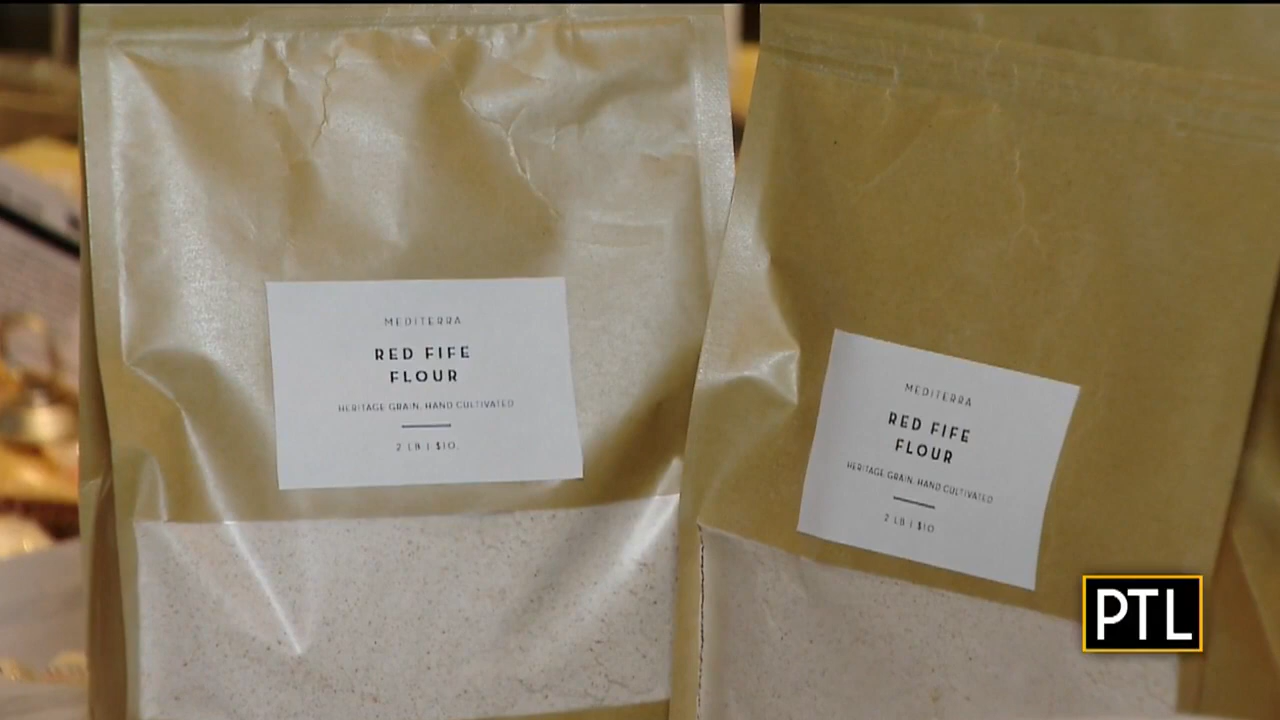 MEDITERRA
RED FIFE
FLOUR
HERITAGE GRAIN, HAND CULTIVATED
2 LB | $10
MEDITERRA
RED FIFE
FLOUR
HERITAGE GRAIN, HAND CULTIVATED
2 LB | $10
PTL